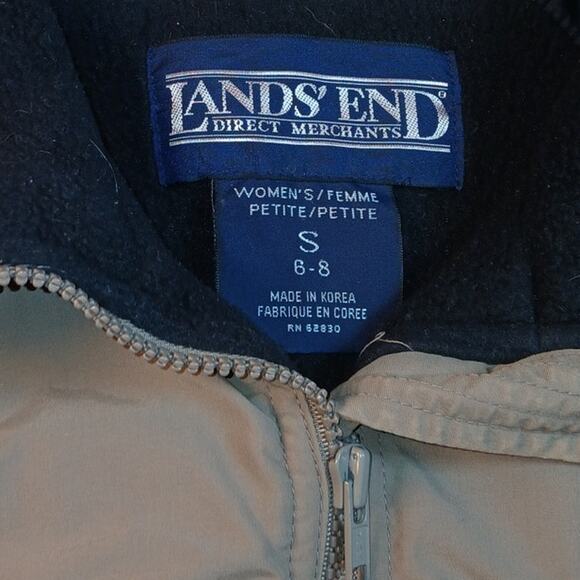 LANDS' END®
DIRECT MERCHANTS
WOMEN'S/FEMME
PETITE/PETITE
S
6-8
MADE IN KOREA
FABRIQUE EN COREE
RN 62830